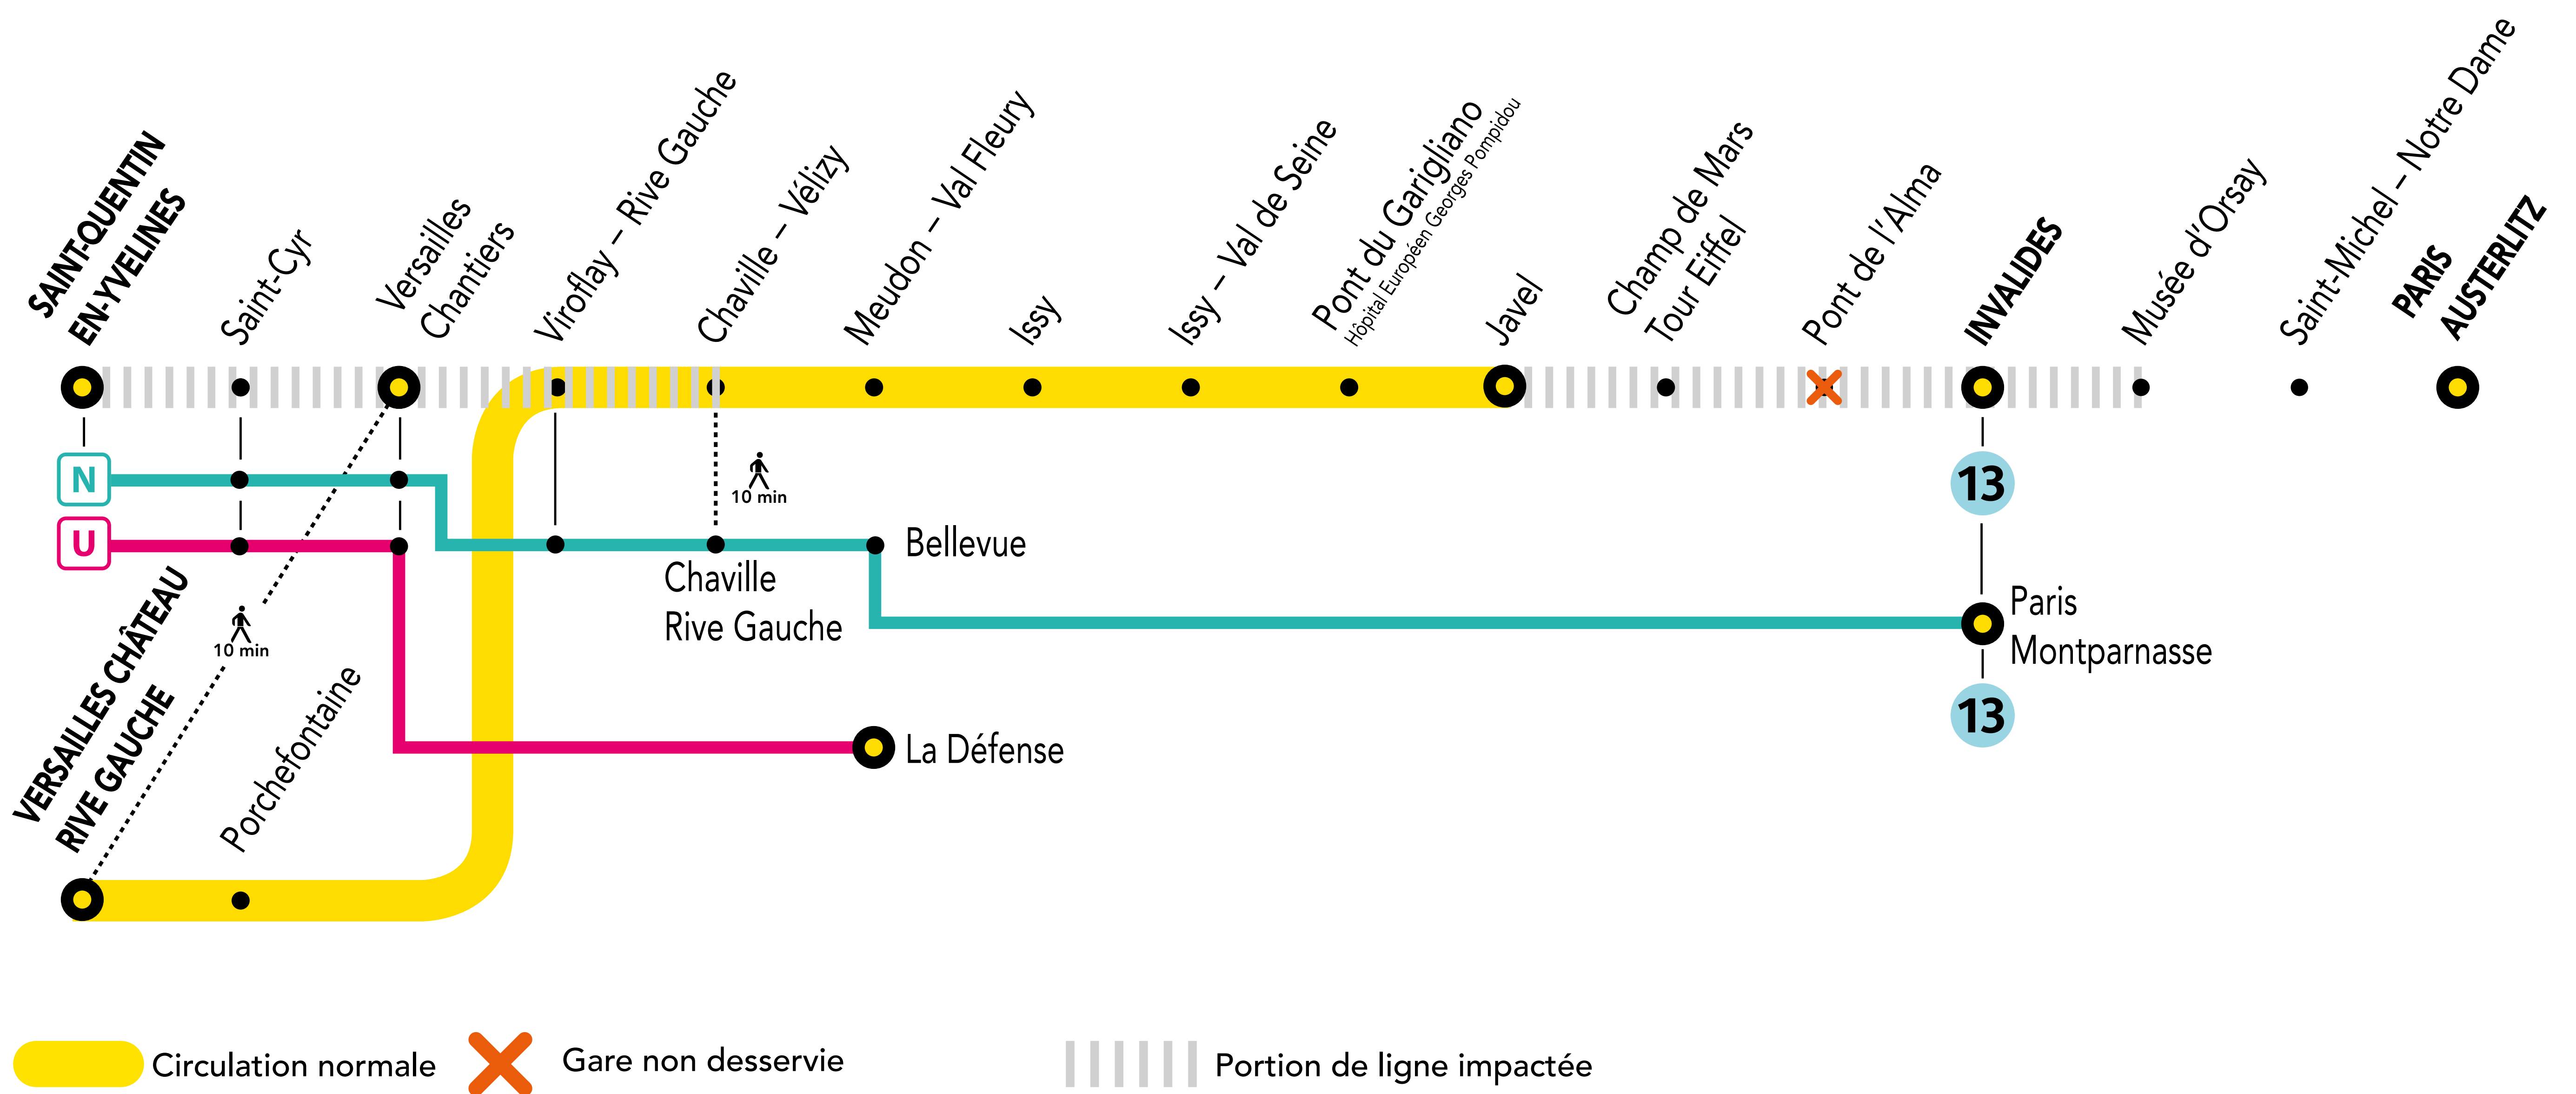 SAINT-QUENTIN
EN-YVELINES
Saint-Cyr
Versailles
Chantiers
Viroflay – Rive Gauche
Chaville – Vélizy
Meudon – Val Fleury
Issy
Issy – Val de Seine
Pont du Garigliano
Hôpital Européen Georges Pompidou
Javel
Champ de Mars
Tour Eiffel
Pont de l'Alma
INVALIDES
Musée d'Orsay
Saint-Michel – Notre Dame
PARIS
AUSTERLITZ
N
U
10 min
13
Bellevue
Chaville
Rive Gauche
Paris
Montparnasse
13
10 min
La Défense
VERSAILLES CHÂTEAU
RIVE GAUCHE
Porchefontaine
Circulation normale
Gare non desservie
Portion de ligne impactée